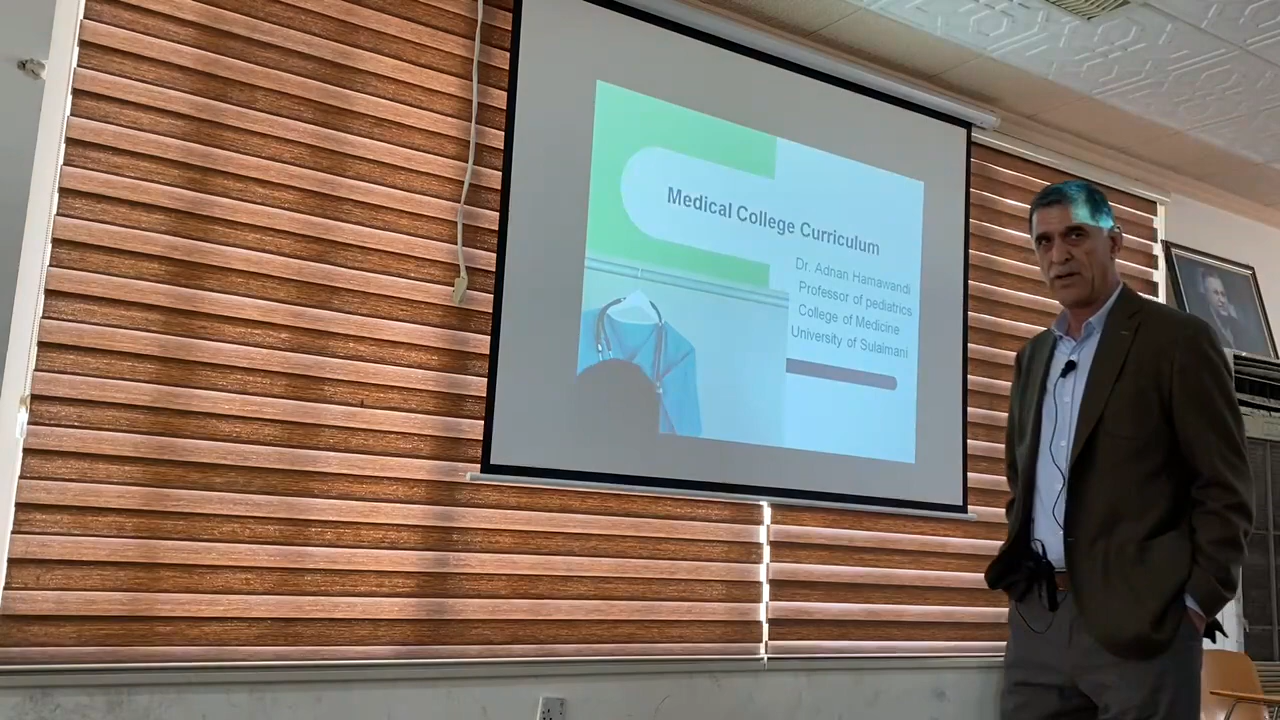 Medical College Curriculum
Dr. Adnan Hamawandi
Professor of pediatrics
College of Medicine
University of Sulaimani